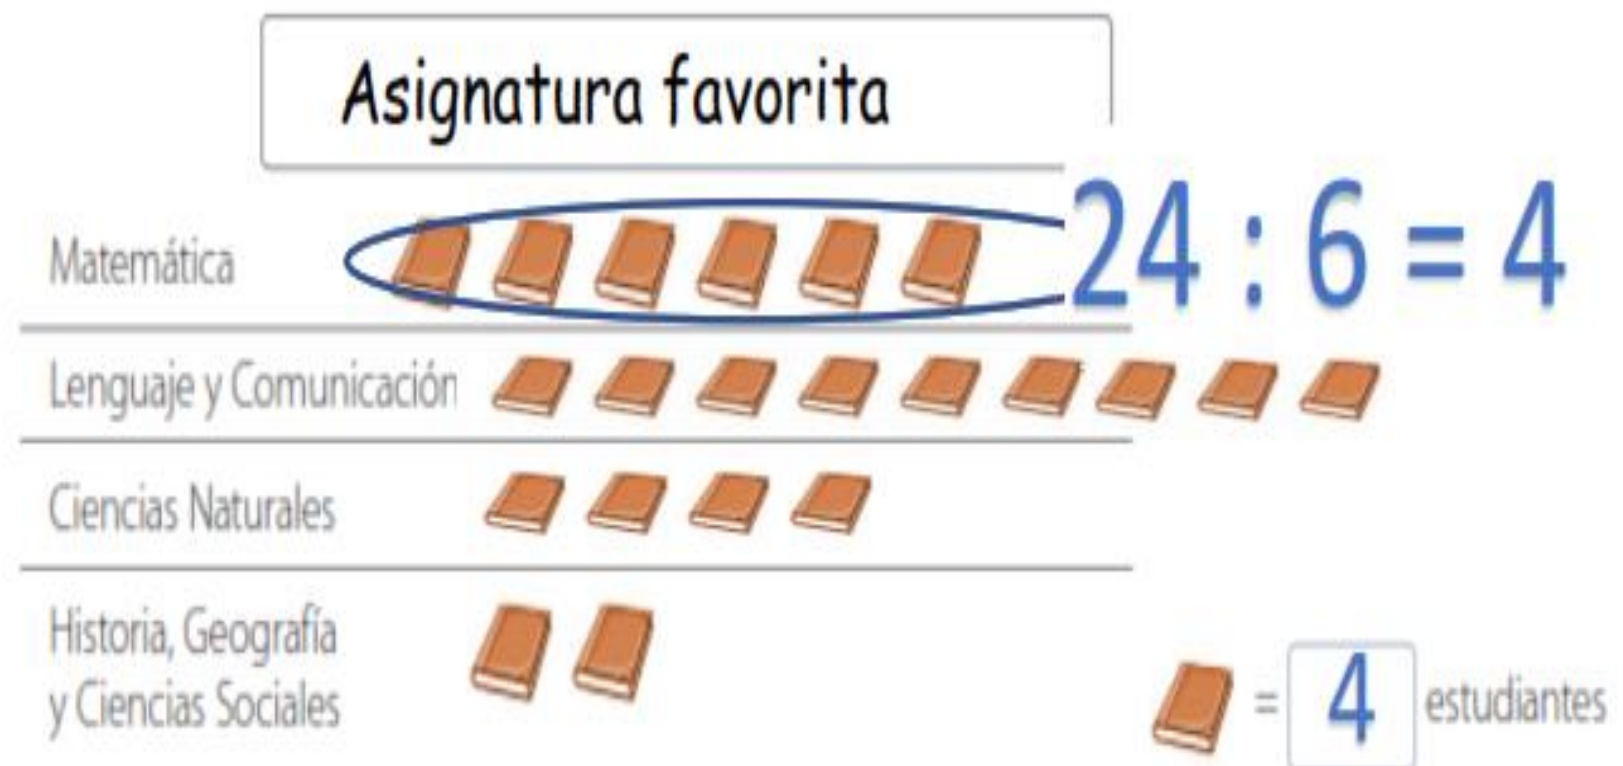 Asignatura favorita
24 : 6 = 4
Matemática
Lenguaje y Comunicación
Ciencias Naturales
Historia, Geografía
y Ciencias Sociales
= 4 estudiantes